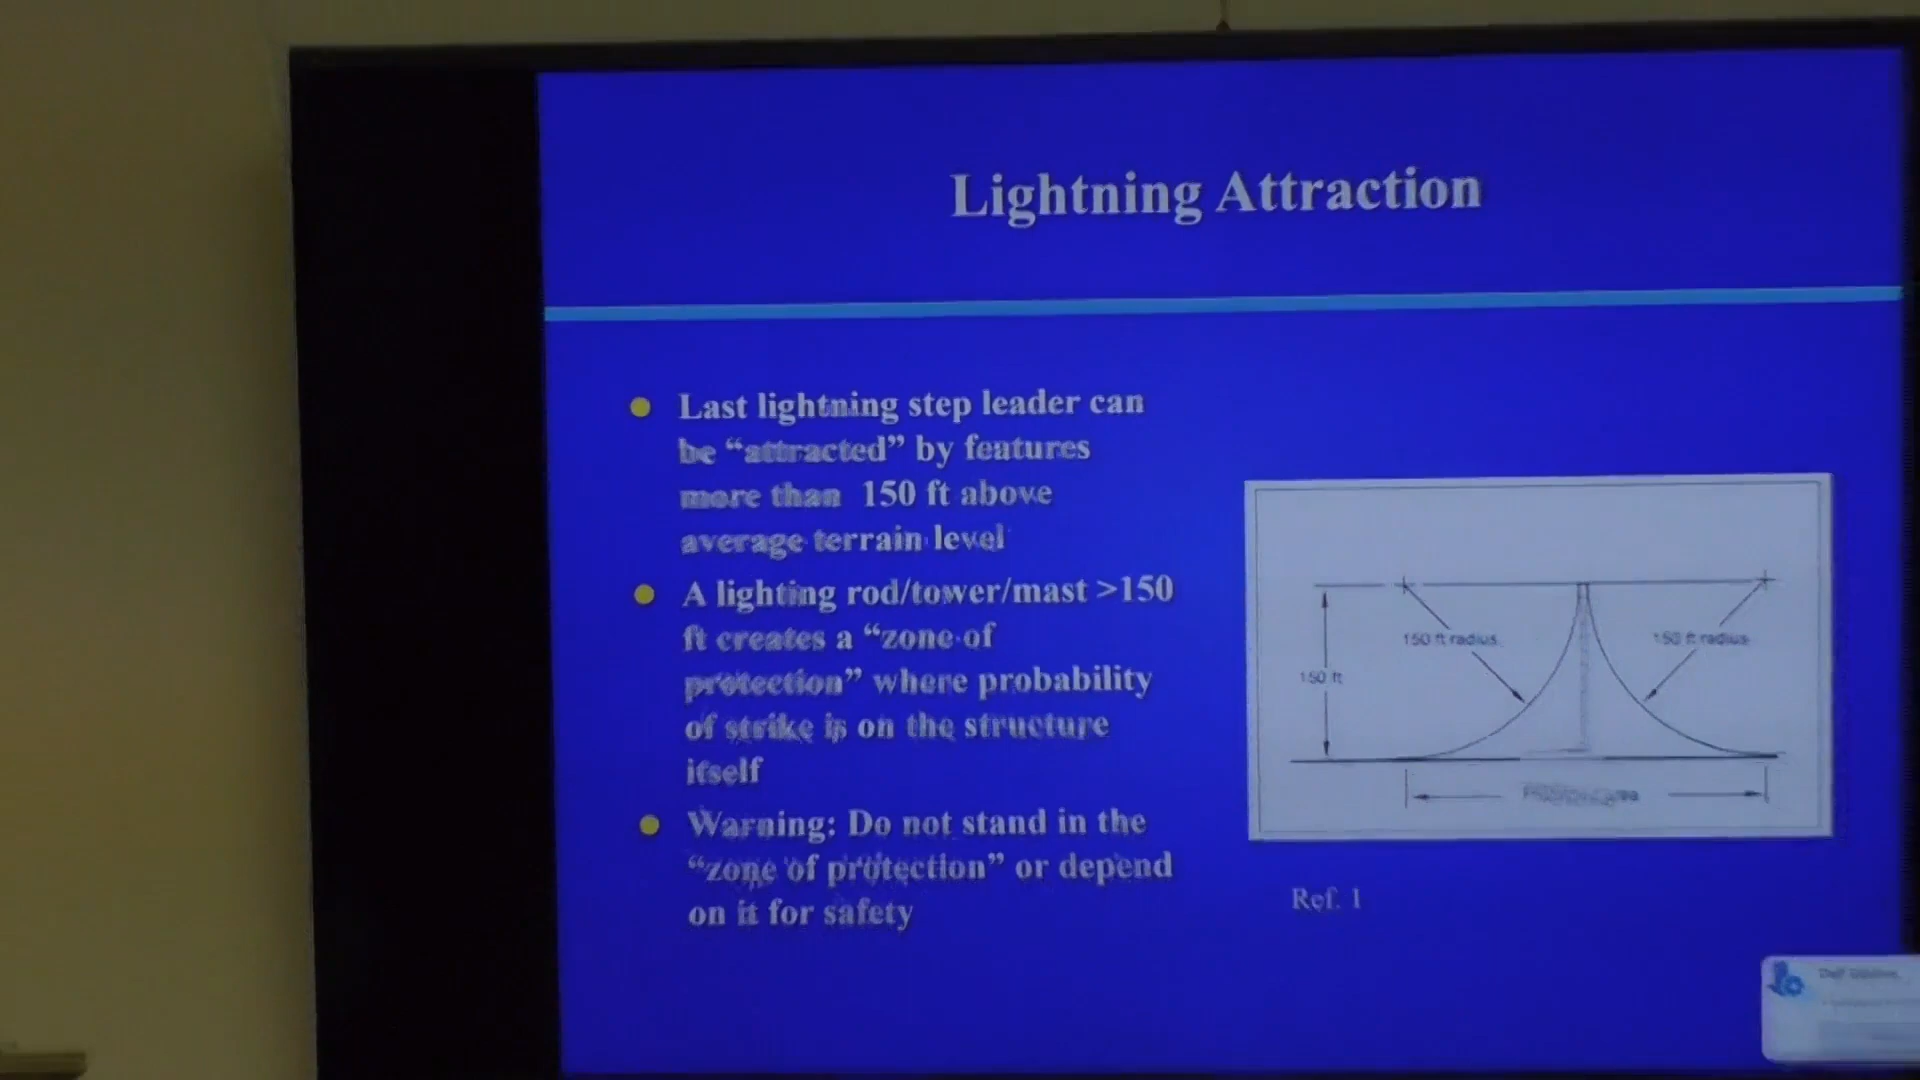 Lightning Attraction
Last lightning step leader can
be “attracted” by features
more than 150 ft above
average terrain level
A lighting rod/tower/mast >150
ft creates a “zone of
protection” where probability
of strike is on the structure
itself
Warning: Do not stand in the
“zone of protection” or depend
on it for safety
150 ft radius
150 ft radius
150 ft
Ref. 1